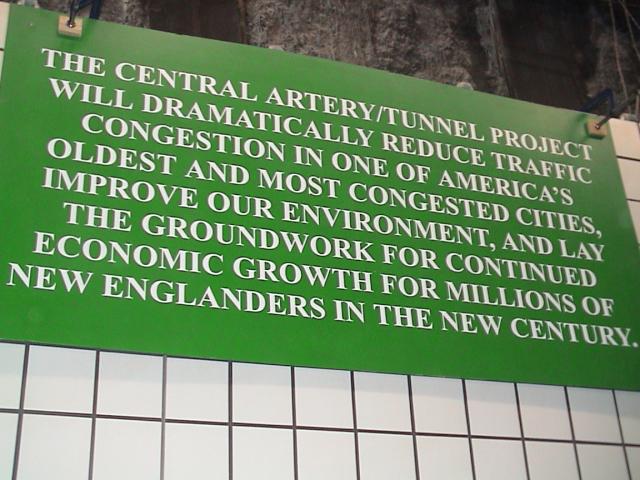 THE CENTRAL ARTERY/TUNNEL PROJECT
WILL DRAMATICALLY REDUCE TRAFFIC
CONGESTION IN ONE OF AMERICA'S
OLDEST AND MOST CONGESTED CITIES,
IMPROVE OUR ENVIRONMENT, AND LAY
THE GROUNDWORK FOR CONTINUED
ECONOMIC GROWTH FOR MILLIONS OF
NEW ENGLANDERS IN THE NEW CENTURY.